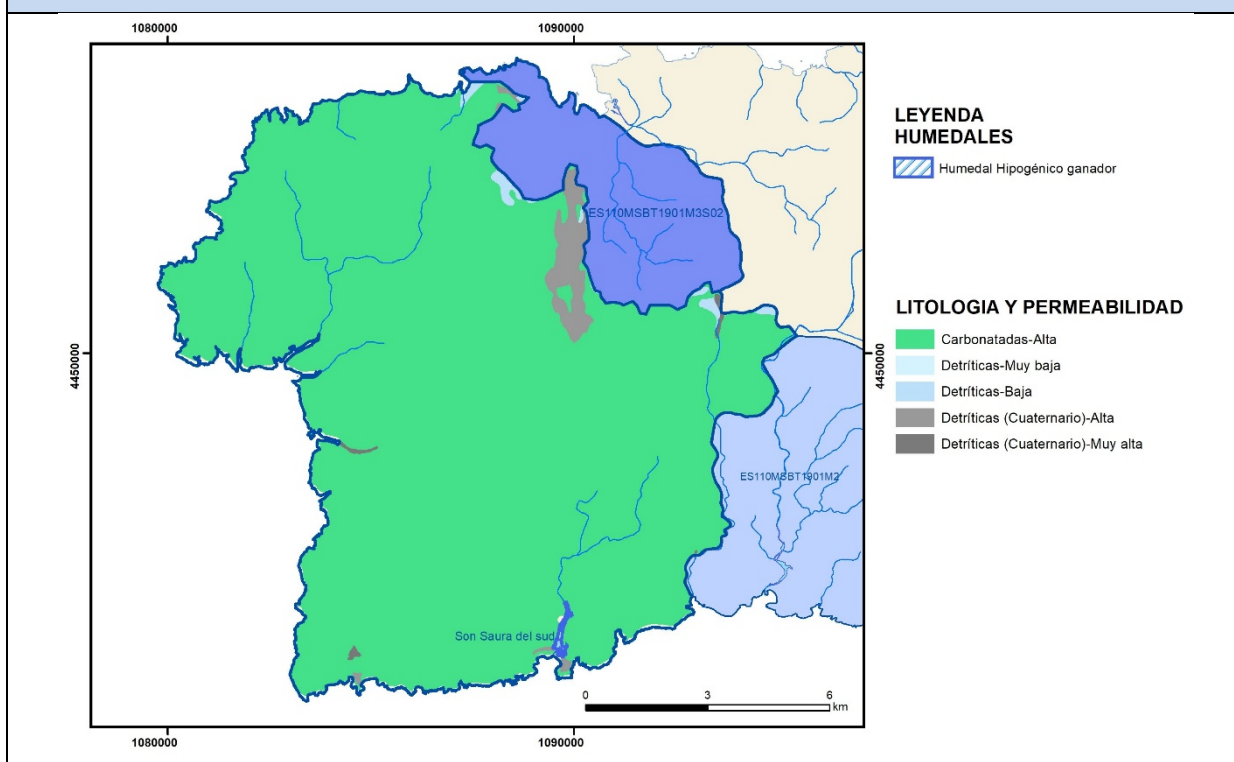 1080000
1090000
LEYENDA
HUMEDALES
Humedal Hipogénico ganador
ES110MSBT1901M3S02
LITOLOGIA Y PERMEABILIDAD
Carbonatadas-Alta
Detríticas-Muy baja
Detríticas-Baja
Detríticas (Cuaternario)-Alta
Detríticas (Cuaternario)-Muy alta
4450000
4450000
ES110MSBT1901M2
Son Saura del sud
0 3 6
km
1080000
1090000